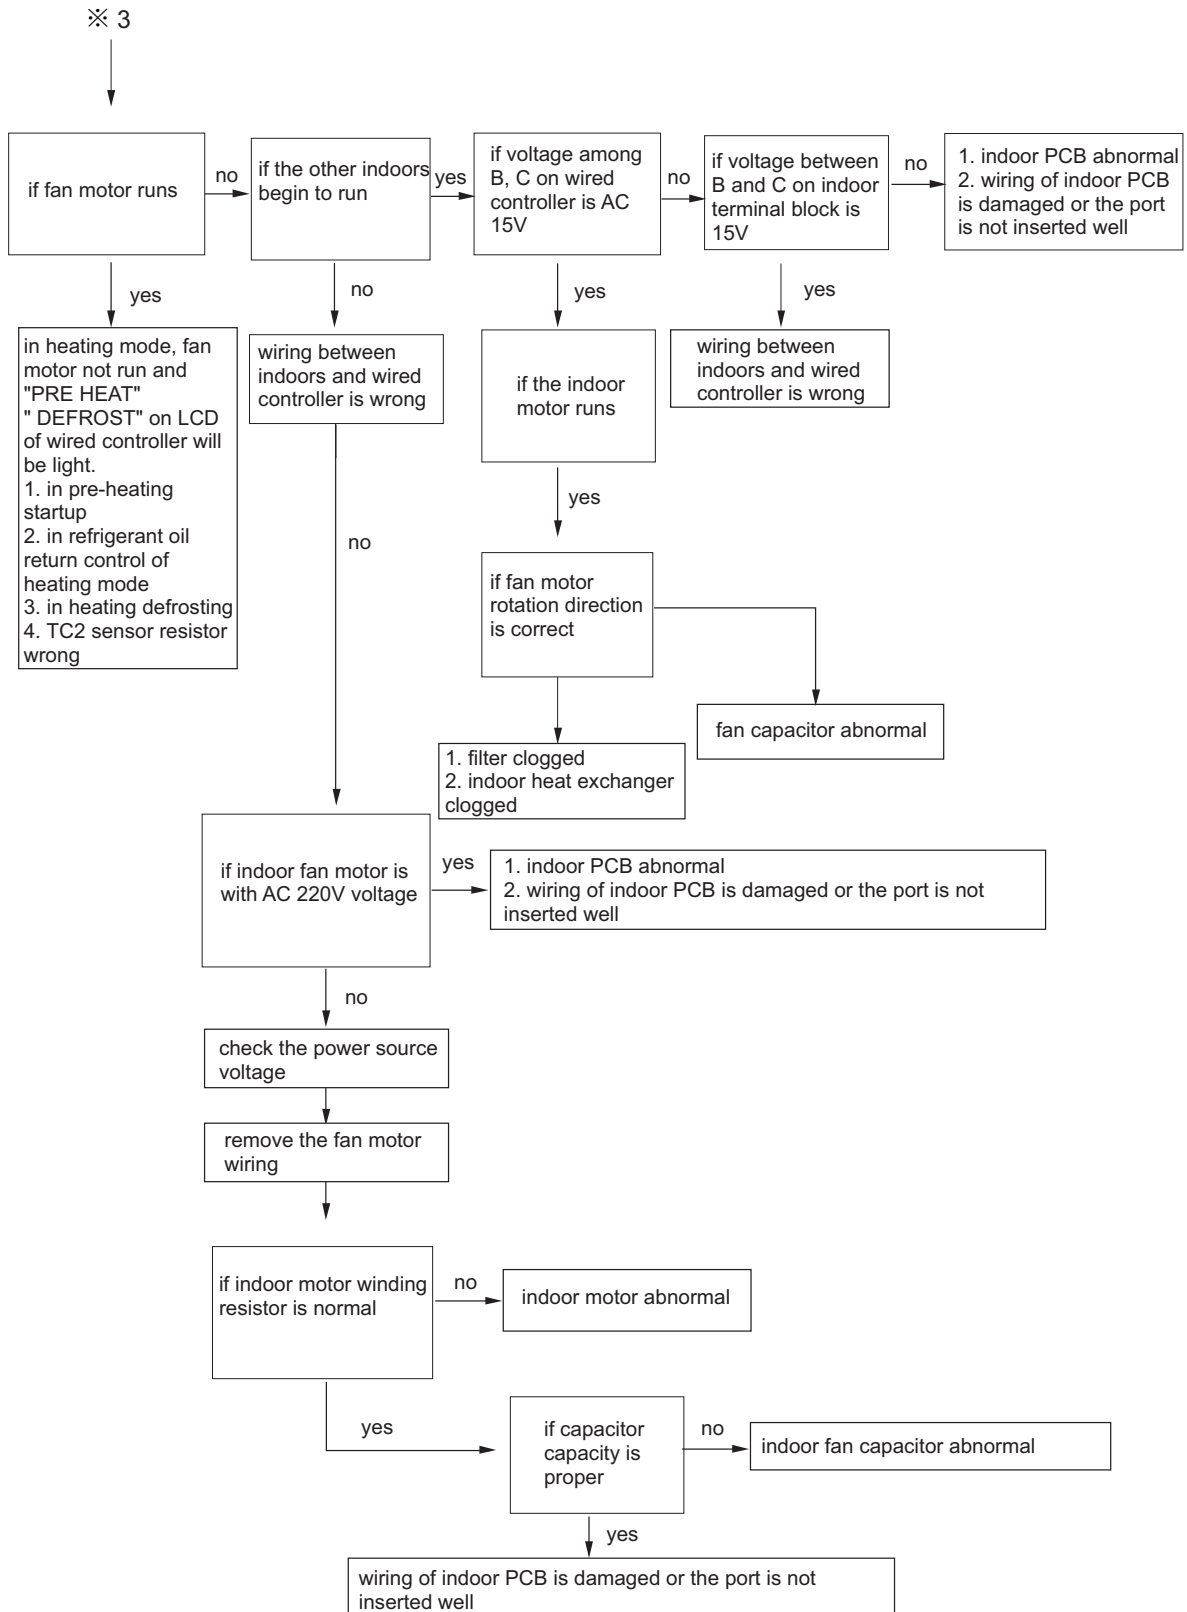 ※ 3
if fan motor runs
no
if the other indoors
begin to run
yes
if voltage among
B, C on wired
controller is AC
15V
no
if voltage between
B and C on indoor
terminal block is
15V
no
1. indoor PCB abnormal
2. wiring of indoor PCB
is damaged or the port
is not inserted well
yes
no
yes
yes
in heating mode, fan
motor not run and
"PRE HEAT"
" DEFROST" on LCD
of wired controller will
be light.
1. in pre-heating
startup
2. in refrigerant oil
return control of
heating mode
3. in heating defrosting
4. TC2 sensor resistor
wrong
wiring between
indoors and wired
controller is wrong
if the indoor
motor runs
wiring between
indoors and wired
controller is wrong
yes
no
if fan motor
rotation direction
is correct
fan capacitor abnormal
1. filter clogged
2. indoor heat exchanger
clogged
if indoor fan motor is
with AC 220V voltage
yes
1. indoor PCB abnormal
2. wiring of indoor PCB is damaged or the port is not
inserted well
no
check the power source
voltage
remove the fan motor
wiring
if indoor motor winding
resistor is normal
no
indoor motor abnormal
yes
if capacitor
capacity is
proper
no
indoor fan capacitor abnormal
yes
wiring of indoor PCB is damaged or the port is not
inserted well